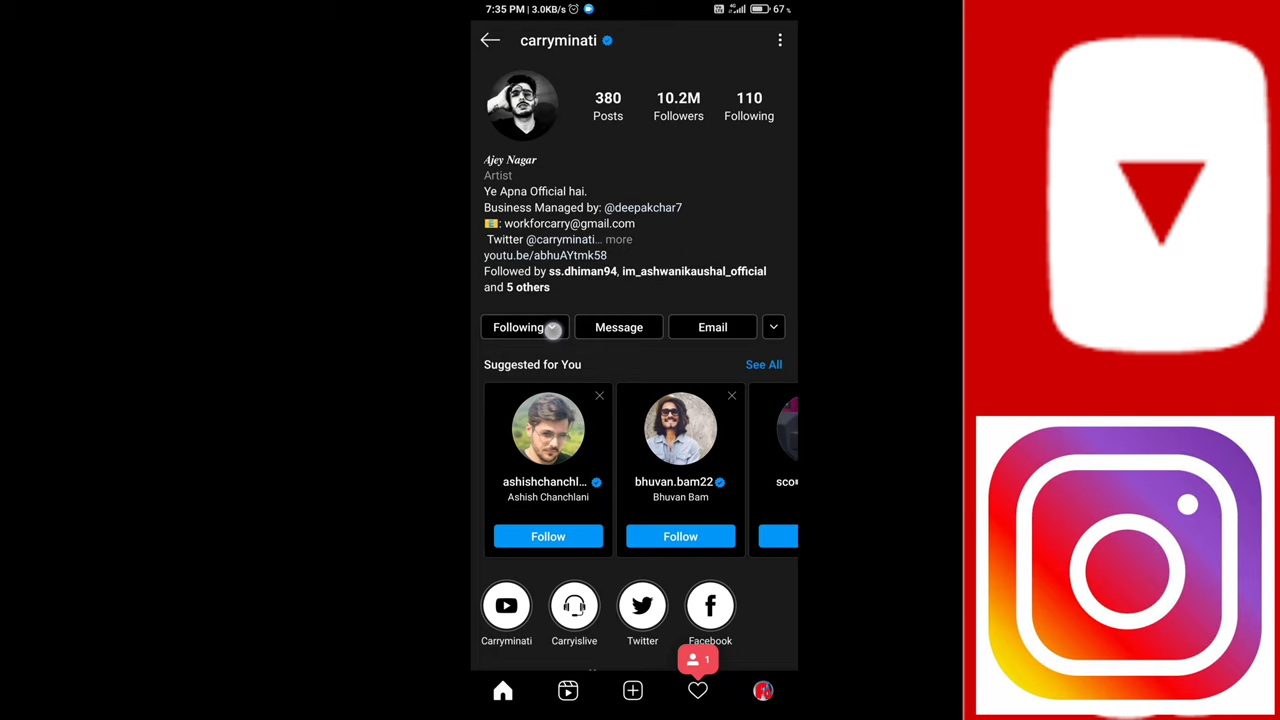 7:35 PM | 3.0KB/s
4G
67%
carryminati
380
10.2M
110
Posts
Followers
Following
Ajey Nagar
Artist
Ye Apna Official hai.
Business Managed by: @deepakchar7
: workforcarry@gmail.com
Twitter @carryminati... more
youtu.be/abhuAYtmk58
Followed by ss.dhiman94, im_ashwanikaushal_official
and 5 others
Following
Message
Email
Suggested for You
See All
ashishchanchl...
bhuvan.bam22
sco
Ashish Chanchlani
Bhuvan Bam
Follow
Follow
Carryminati
Carryislive
Twitter
Facebook
1